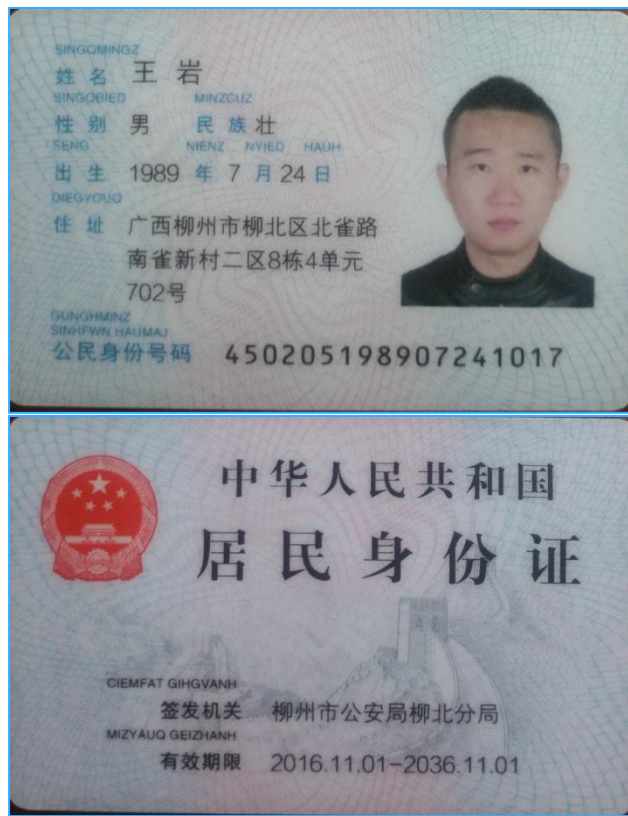 SINGQMINGZ
姓 名 王 岩
SINGQBIED MINZCUZ
性 别 男 民 族 壮
SENG NIENZ NYIED HAUH
出 生 1989 年 7 月 24 日
DIEGYOUQ
住 址 广西柳州市柳北区北雀路
南雀新村二区8栋4单元
702号
GUNGHMINZ
SINHFWN HAUMAJ
公民身份号码 450205198907241017
中华人民共和国
居民身份证
CIEMFAT GIHGVANH
签发机关 柳州市公安局柳北分局
MIZYAUQ GEIZHANH
有效期限 2016.11.01-2036.11.01